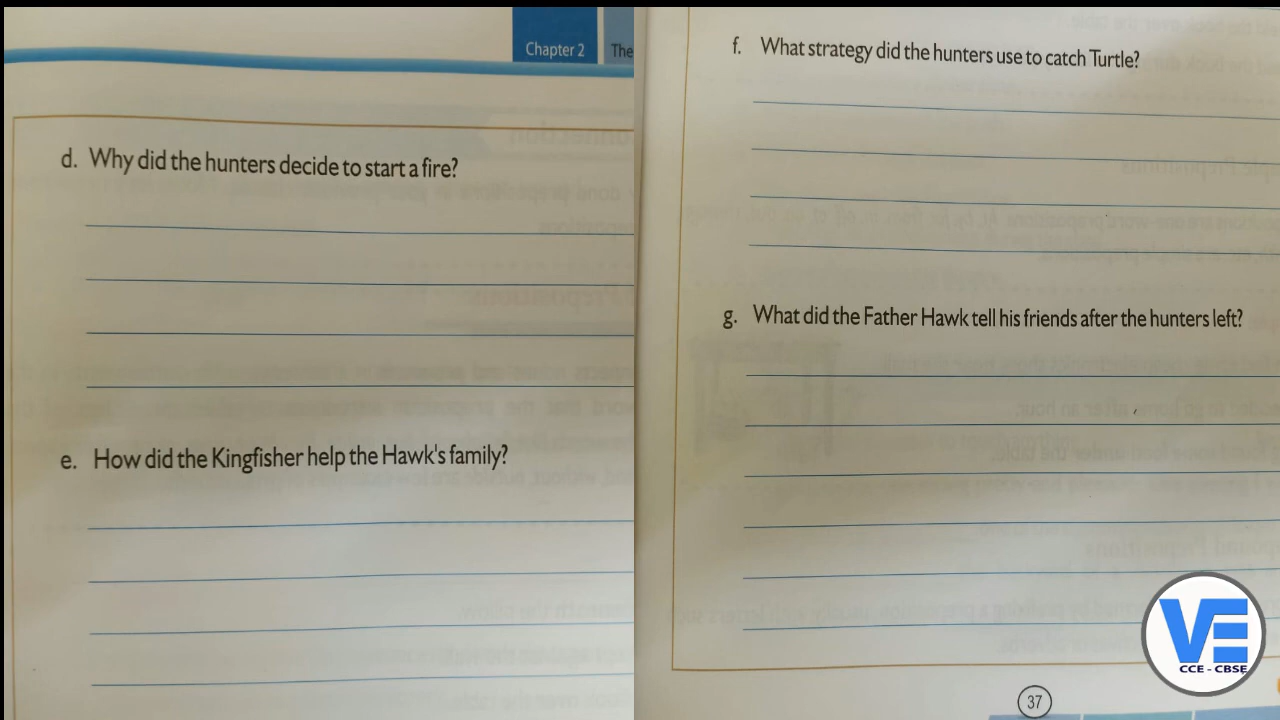 Chapter 2 The
d. Why did the hunters decide to start a fire?
e. How did the Kingfisher help the Hawk's family?
f. What strategy did the hunters use to catch Turtle?
g. What did the Father Hawk tell his friends after the hunters left?
37
VE
CCE - CBSE